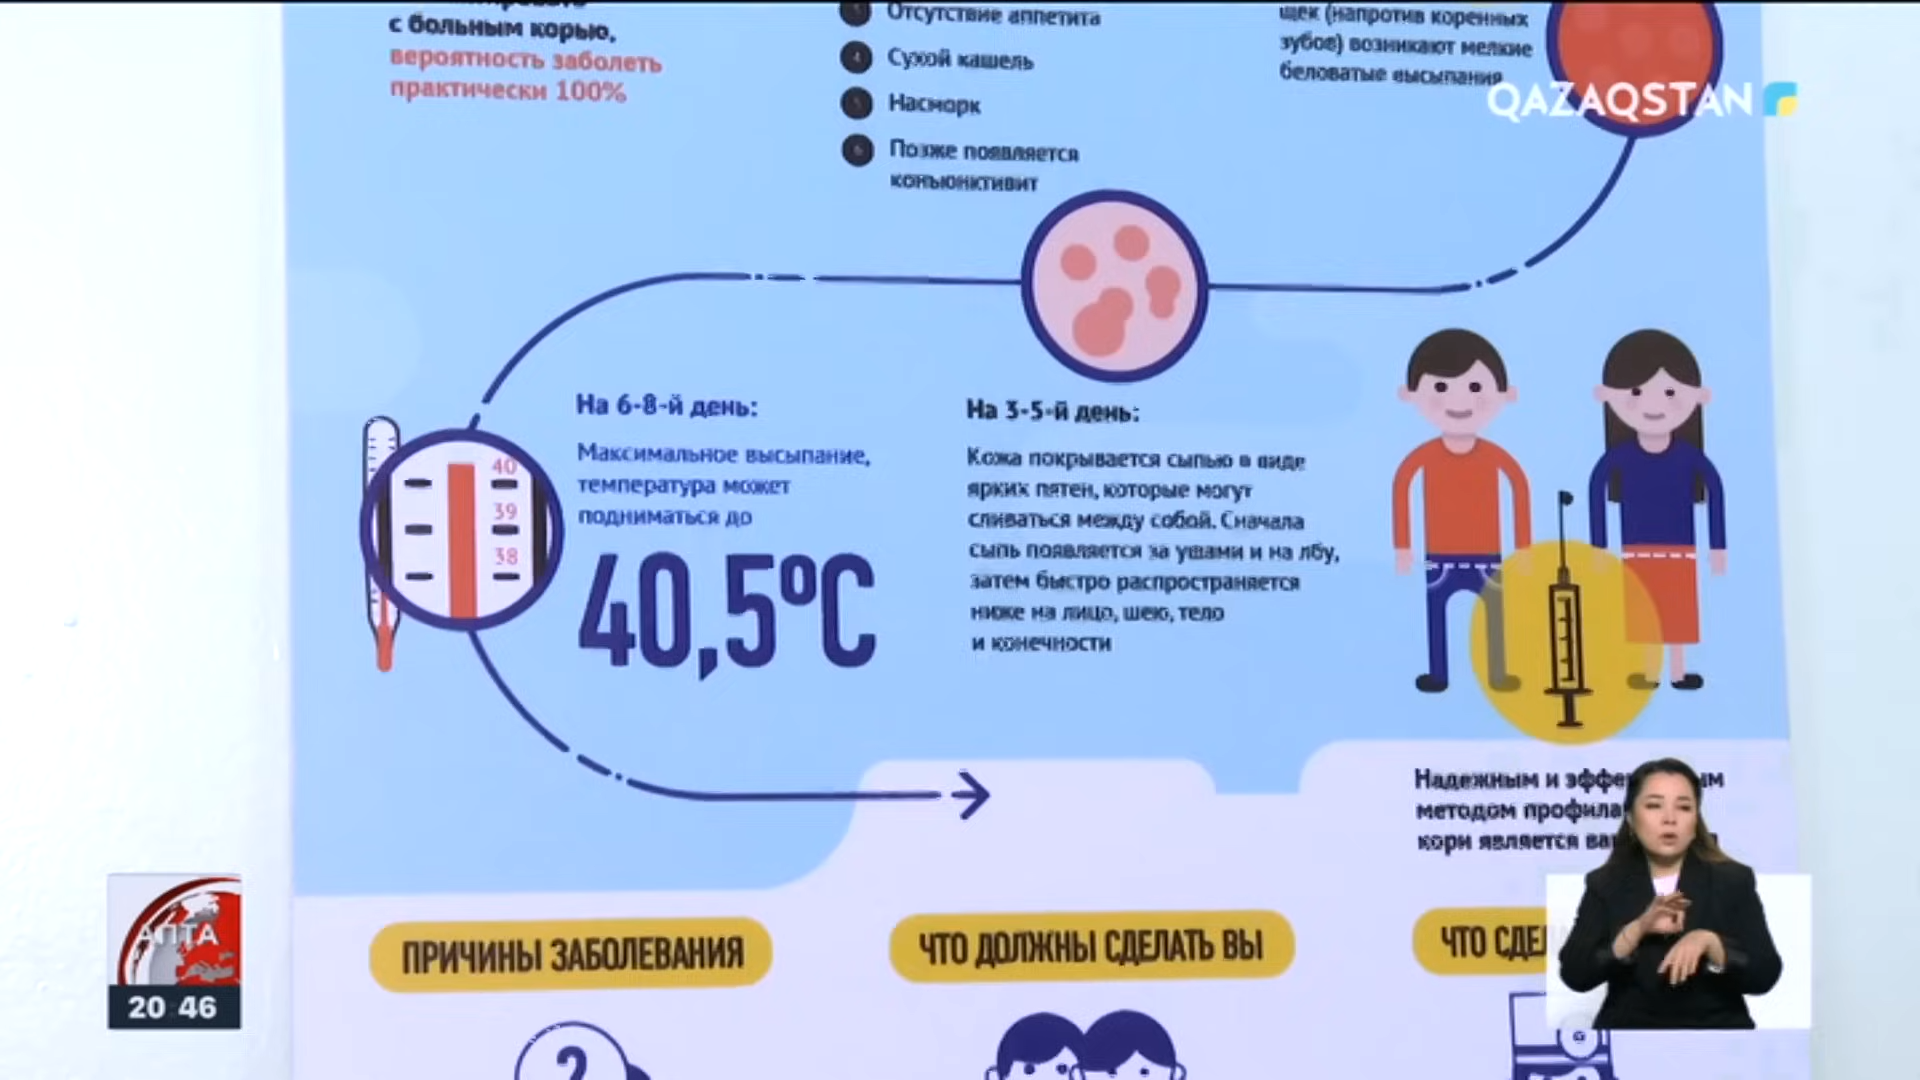 с больным корью,
вероятность заболеть
практически 100%
3 Отсутствие аппетита
4 Сухой кашель
5 Насморк
6 Позже появляется
конъюнктивит
щек (напротив коренных
зубов) возникают мелкие
беловатые высыпания
QAZAQSTAN
На 6-8-й день:
Максимальное высыпание,
температура может
подниматься до
40,5°C
40
39
38
На 3-5-й день:
Кожа покрывается сыпью в виде
ярких пятен, которые могут
сливаться между собой. Сначала
сыпь появляется за ушами и на лбу,
затем быстро распространяется
ниже на лицо, шею, тело
и конечности
Надежным и
методом
кори является
ПРИЧИНЫ ЗАБОЛЕВАНИЯ
ЧТО ДОЛЖНЫ СДЕЛАТЬ ВЫ
ЧТО
?
АПТА
20 46